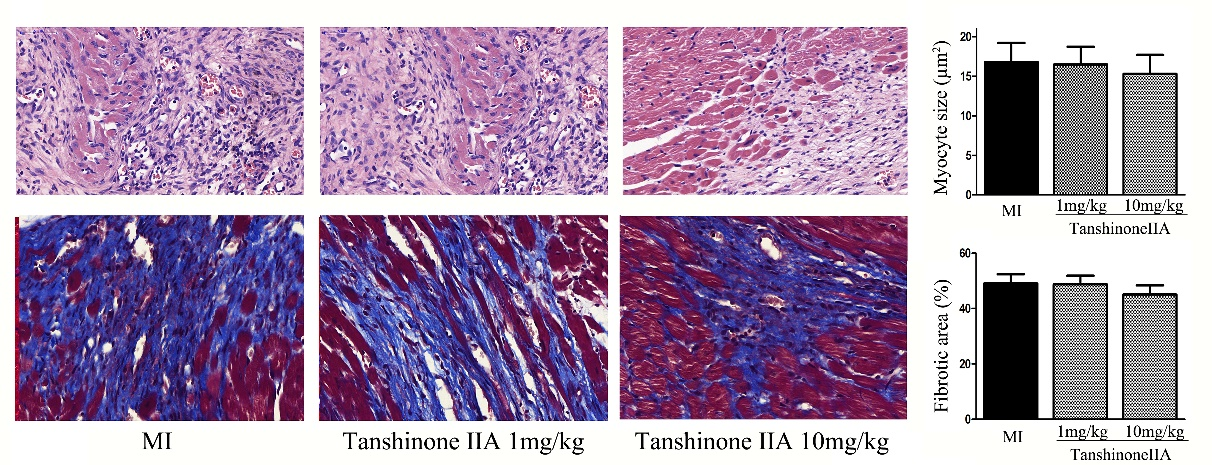 MI
Tanshinone IIA 1mg/kg
Tanshinone IIA 10mg/kg
Myocyte size (μm²)
20
15
10
5
0
MI
1mg/kg
10mg/kg
TanshinoneIIA
Fibrotic area (%)
60
40
20
0
MI
1mg/kg
10mg/kg
TanshinoneIIA